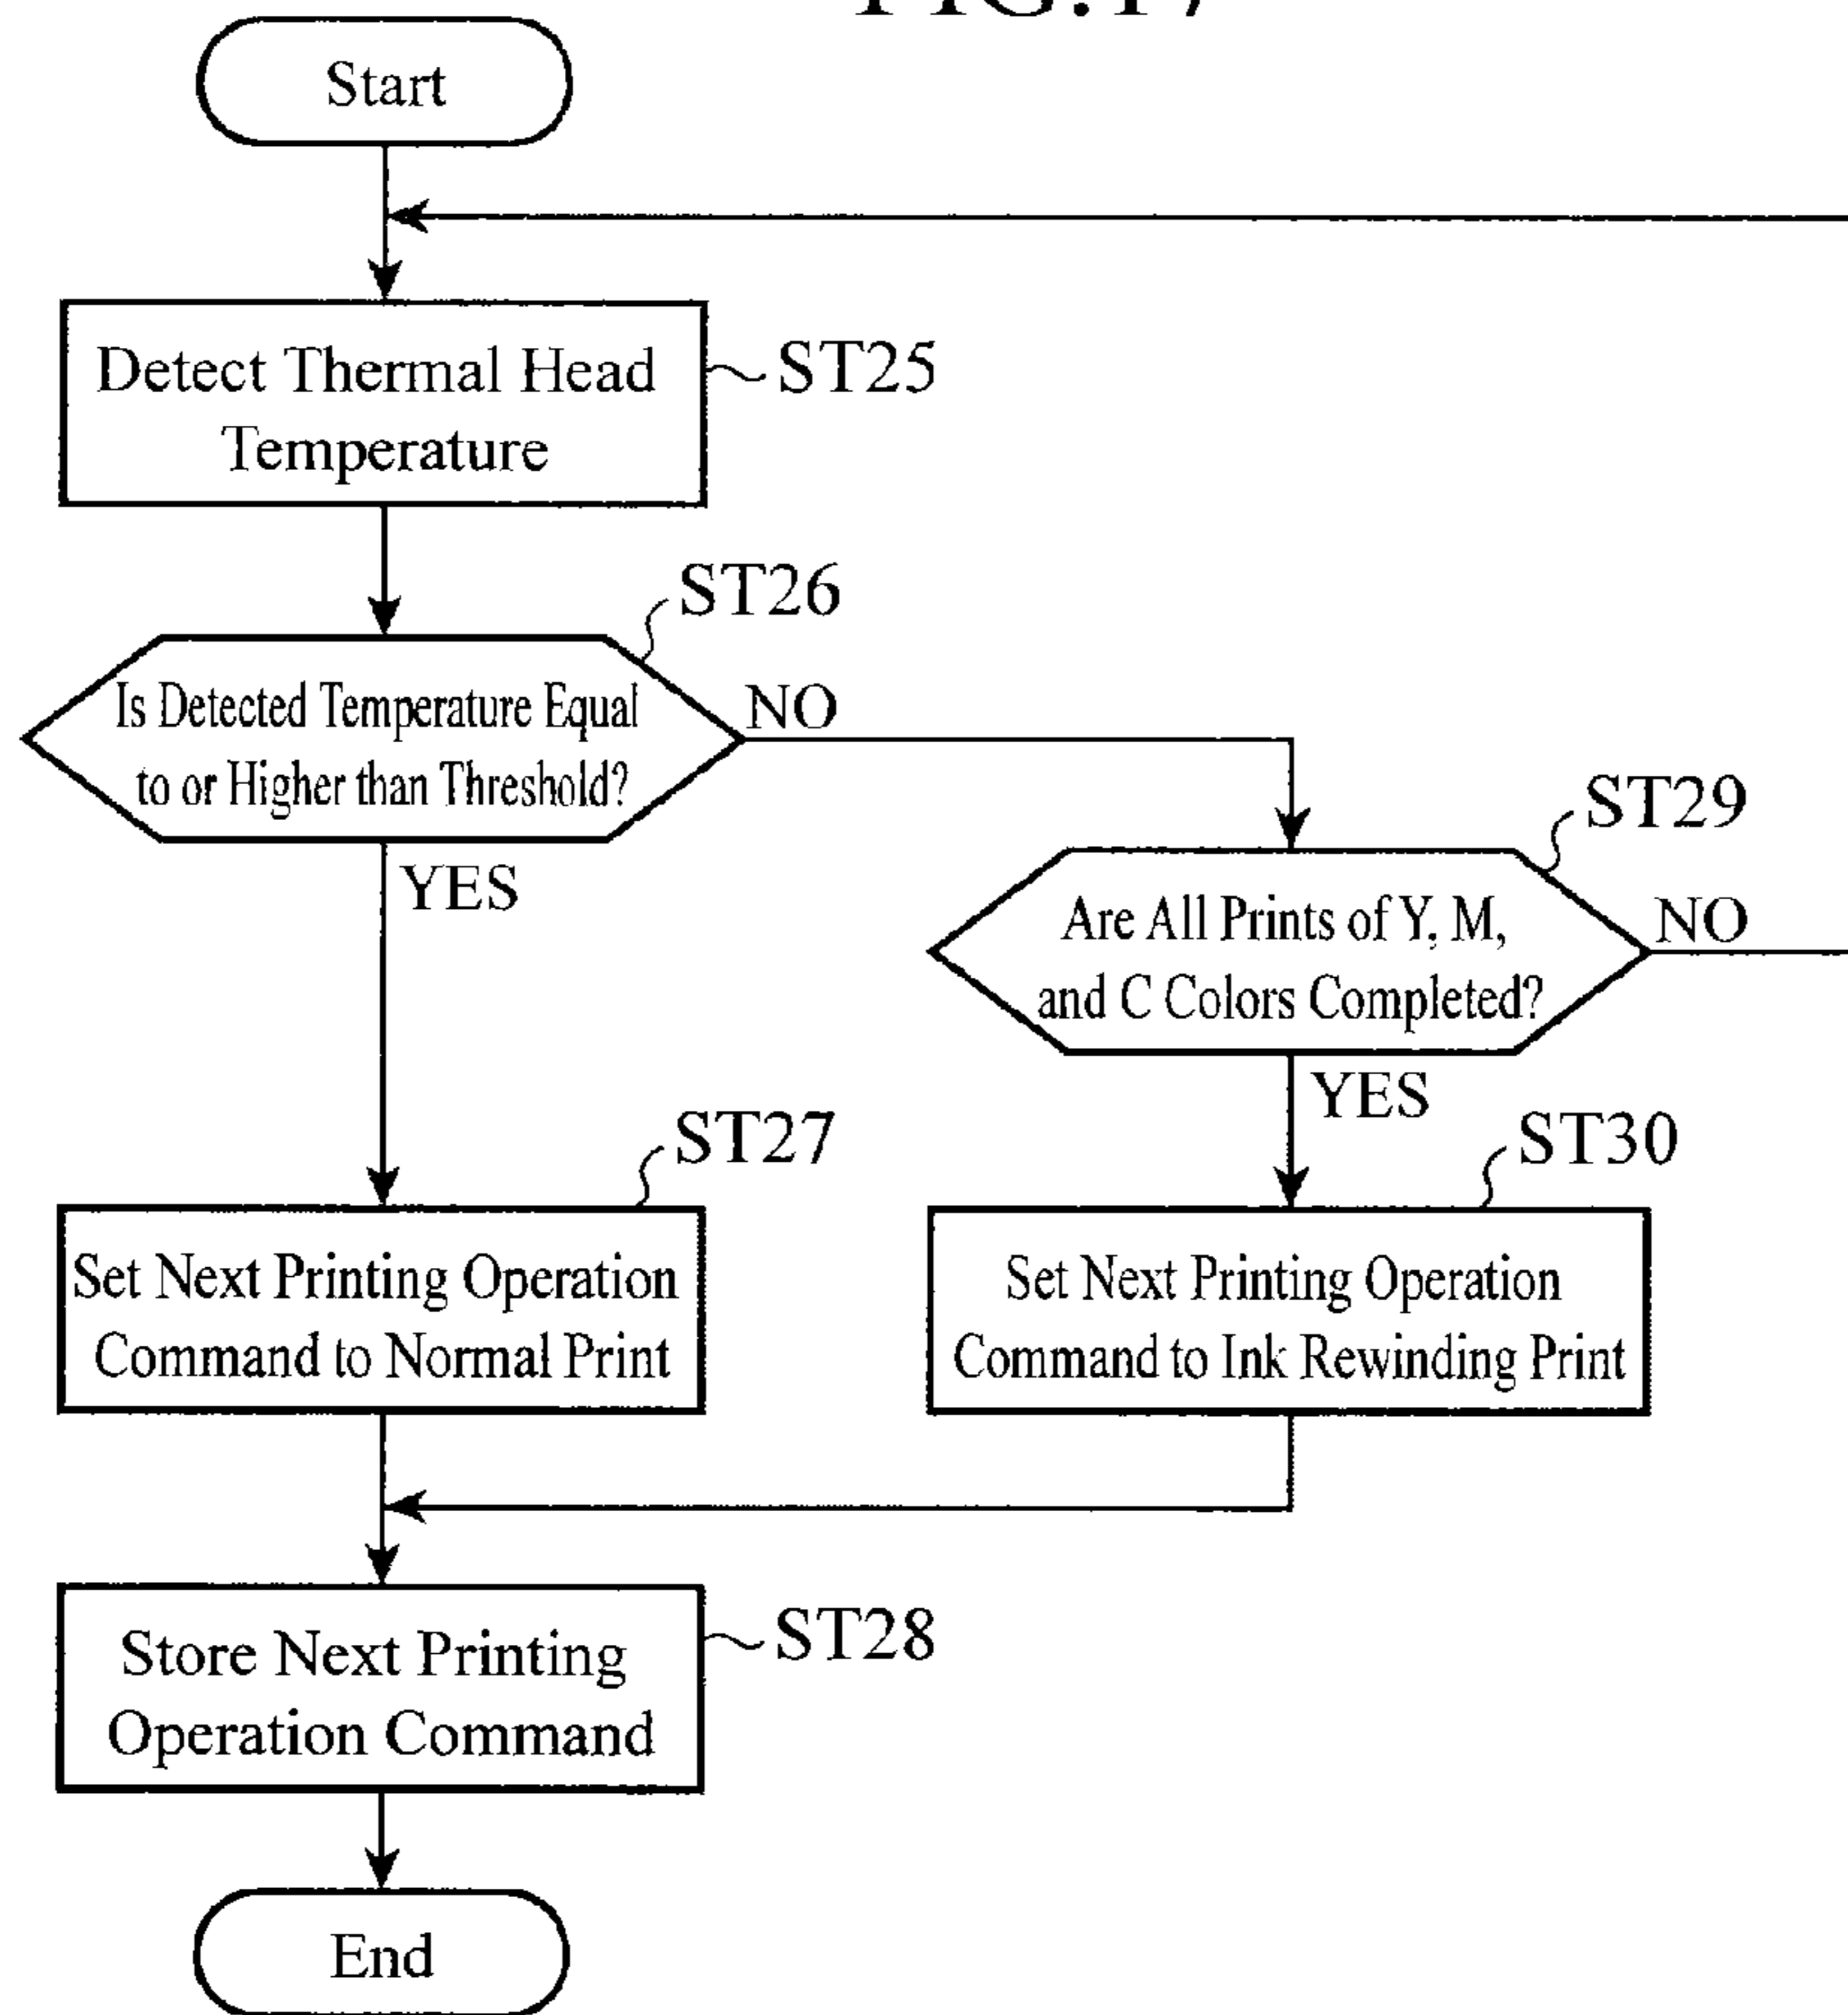 FIG.17
Start
Detect Thermal Head
Temperature
ST25
ST26
Is Detected Temperature Equal
to or Higher than Threshold?
NO
YES
ST29
Are All Prints of Y, M,
and C Colors Completed?
NO
YES
ST27
Set Next Printing Operation
Command to Normal Print
ST30
Set Next Printing Operation
Command to Ink Rewinding Print
Store Next Printing
Operation Command
ST28
End